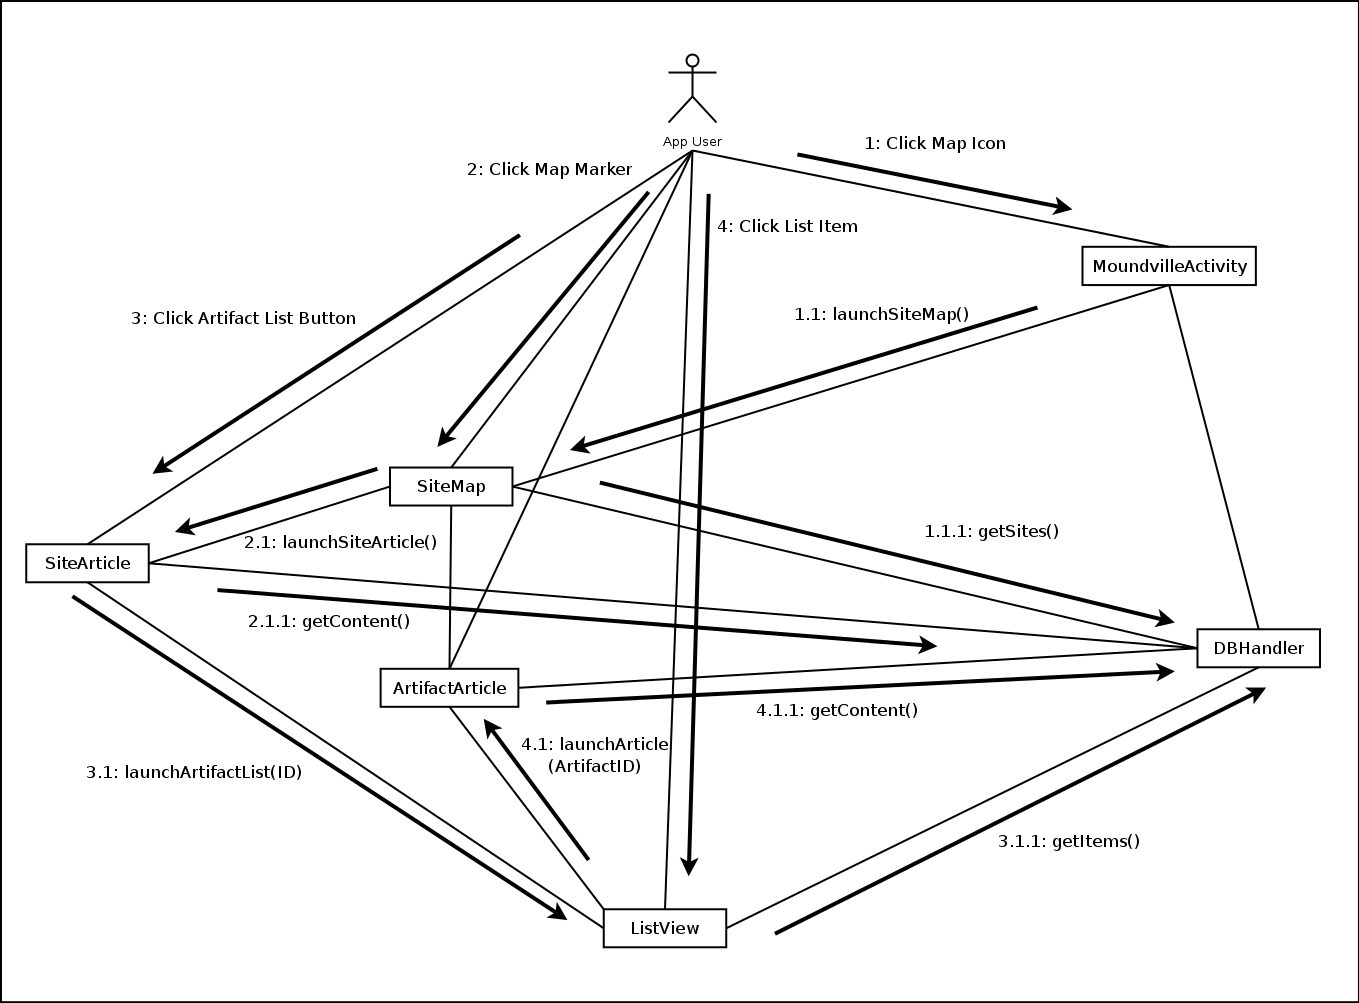 App User
1: Click Map Icon
2: Click Map Marker
4: Click List Item
MoundvilleActivity
3: Click Artifact List Button
1.1: launchSiteMap()
SiteMap
1.1.1: getSites()
2.1: launchSiteArticle()
SiteArticle
2.1.1: getContent()
DBHandler
ArtifactArticle
4.1.1: getContent()
4.1: launchArticle
(ArtifactID)
3.1: launchArtifactList(ID)
3.1.1: getItems()
ListView